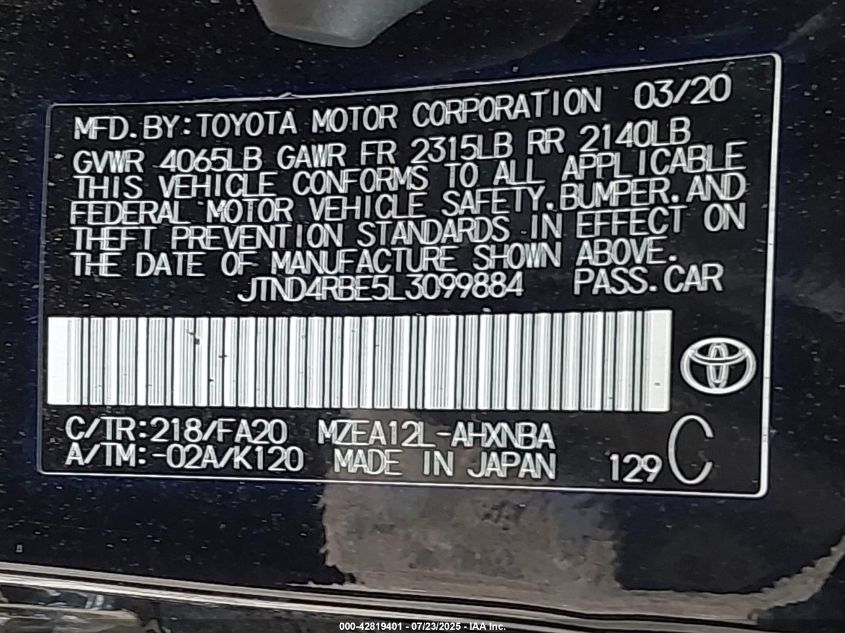 MFD.BY:TOYOTA MOTOR CORPORATION 03/20
GVWR 4065LB GAWR FR 2315LB RR 2140LB
THIS VEHICLE CONFORMS TO ALL APPLICABLE
FEDERAL MOTOR VEHICLE SAFETY,BUMPER,AND
THEFT PREVENTION STANDARDS IN EFFECT ON
THE DATE OF MANUFACTURE SHOWN ABOVE.
JTND4RBE5L3099884 PASS.CAR
C/TR:218/FA20 MZEA12L-AHXNBA
A/TM:-02A/K120 MADE IN JAPAN 129 C
000-42819401 - 07/23/2025 - IAA Inc.